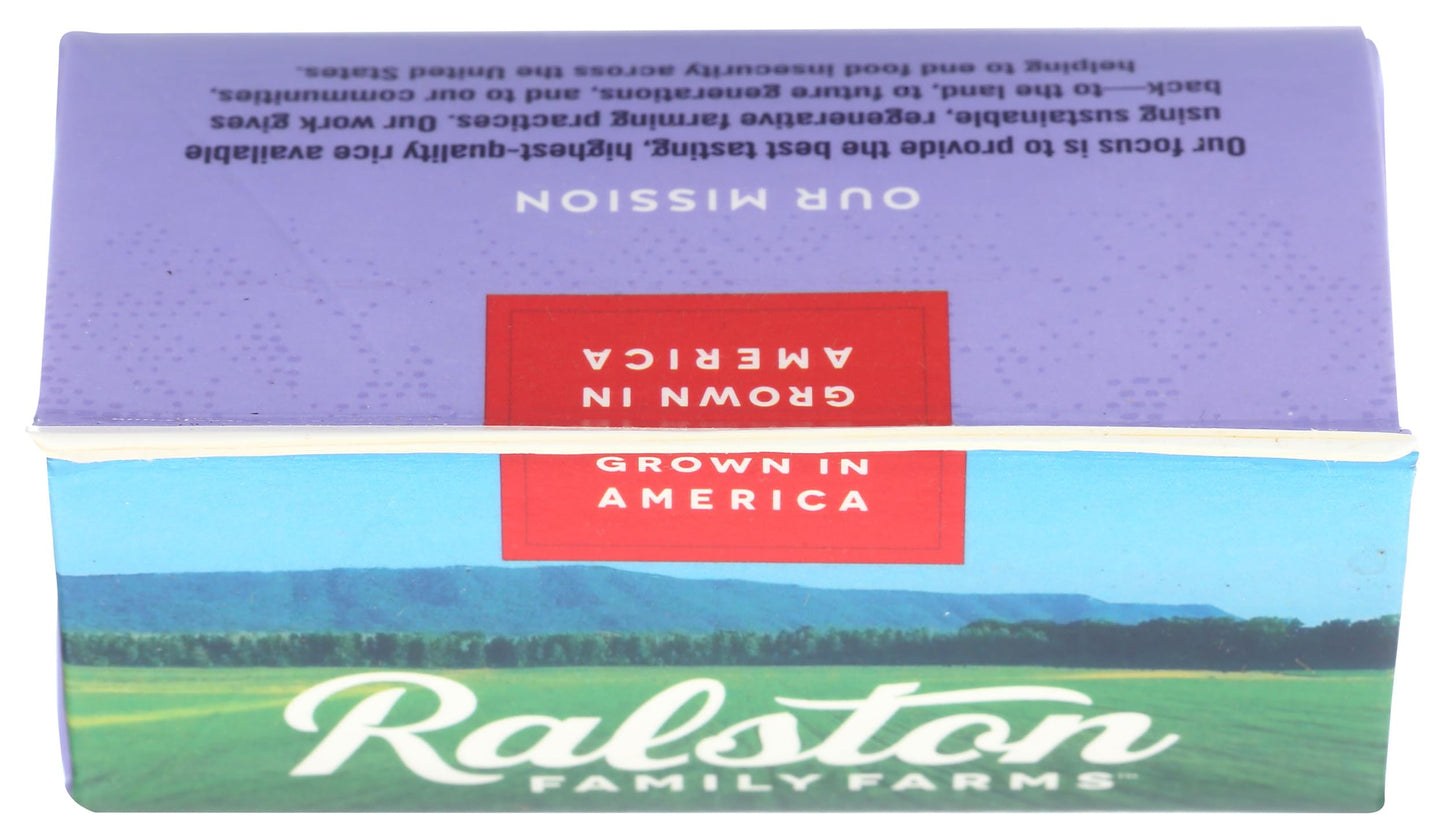 OUR MISSION
Our focus is to provide the best tasting, highest-quality rice available
using sustainable, regenerative farming practices. Our work gives
back—to the land, to future generations, and to our communities,
helping to end food insecurity across the United States.
GROWN IN
AMERICA
GROWN IN
AMERICA
Ralston
FAMILY FARMS™